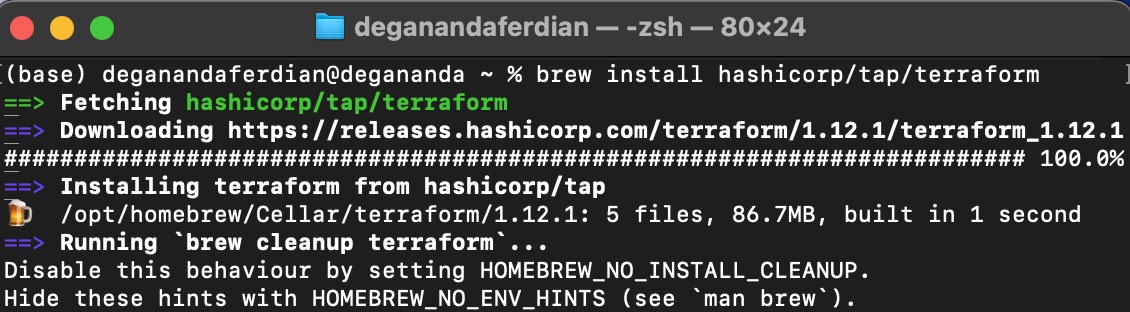 deganandaferdian — -zsh — 80×24
(base) deganandaferdian@degananda ~ % brew install hashicorp/tap/terraform
==> Fetching hashicorp/tap/terraform
==> Downloading https://releases.hashicorp.com/terraform/1.12.1/terraform_1.12.1
######################################################################### 100.0%
==> Installing terraform from hashicorp/tap
🍺  /opt/homebrew/Cellar/terraform/1.12.1: 5 files, 86.7MB, built in 1 second
==> Running `brew cleanup terraform`...
Disable this behaviour by setting HOMEBREW_NO_INSTALL_CLEANUP.
Hide these hints with HOMEBREW_NO_ENV_HINTS (see `man brew`).